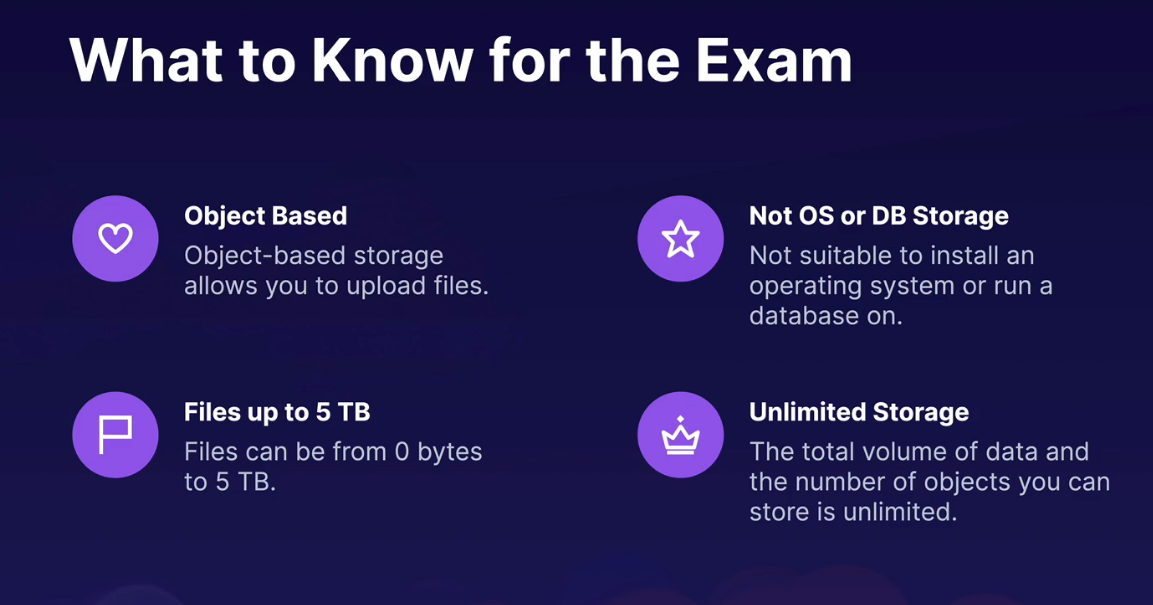 What to Know for the Exam
Object Based
Object-based storage
allows you to upload files.
Not OS or DB Storage
Not suitable to install an
operating system or run a
database on.
Files up to 5 TB
Files can be from 0 bytes
to 5 TB.
Unlimited Storage
The total volume of data and
the number of objects you can
store is unlimited.